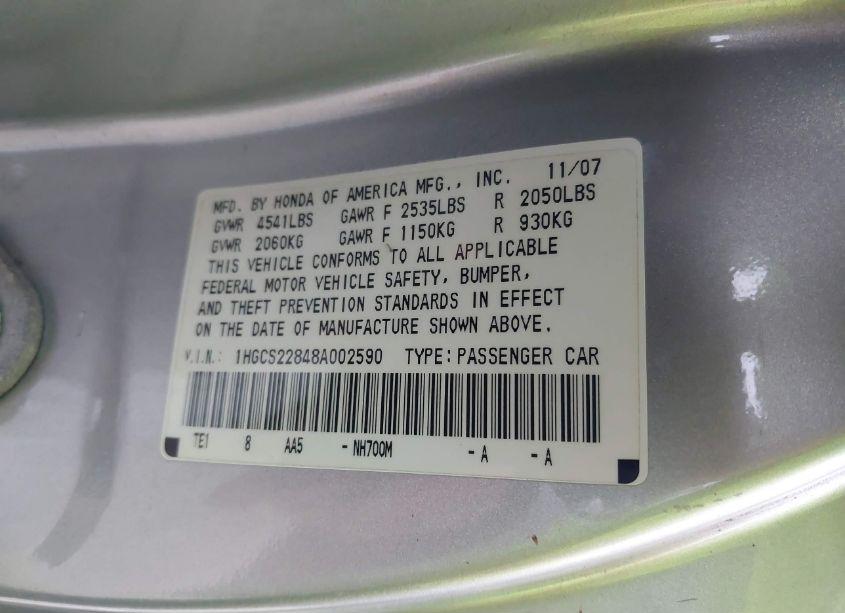 MFD. BY HONDA OF AMERICA MFG., INC. 11/07
GVWR 4541LBS GAWR F 2535LBS R 2050LBS
GVWR 2060KG GAWR F 1150KG R 930KG
THIS VEHICLE CONFORMS TO ALL APPLICABLE
FEDERAL MOTOR VEHICLE SAFETY, BUMPER,
AND THEFT PREVENTION STANDARDS IN EFFECT
ON THE DATE OF MANUFACTURE SHOWN ABOVE.
V.I.N.: 1HGCS22848A002590 TYPE: PASSENGER CAR
TE1 8 AA5 - NH700M - A - A